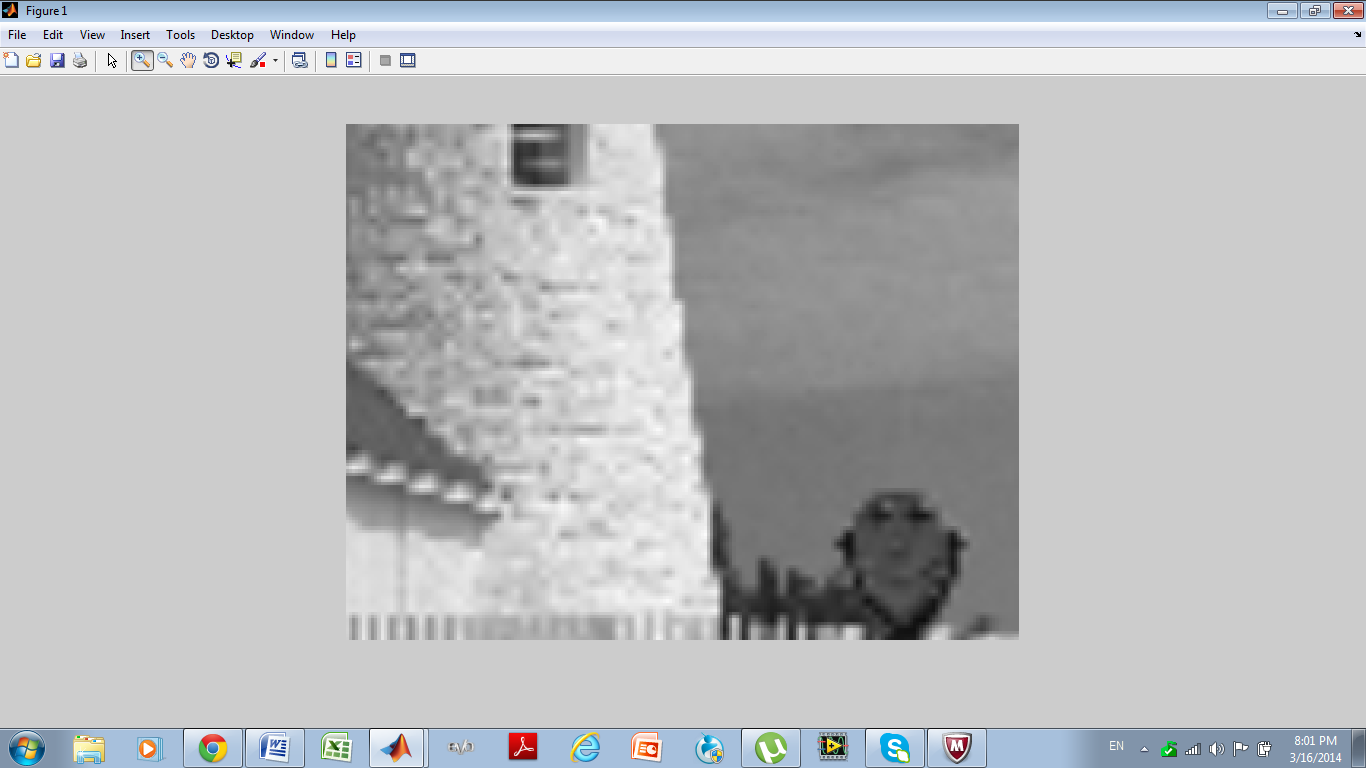 Figure 1
File Edit View Insert Tools Desktop Window Help
EN
8:01 PM
3/16/2014